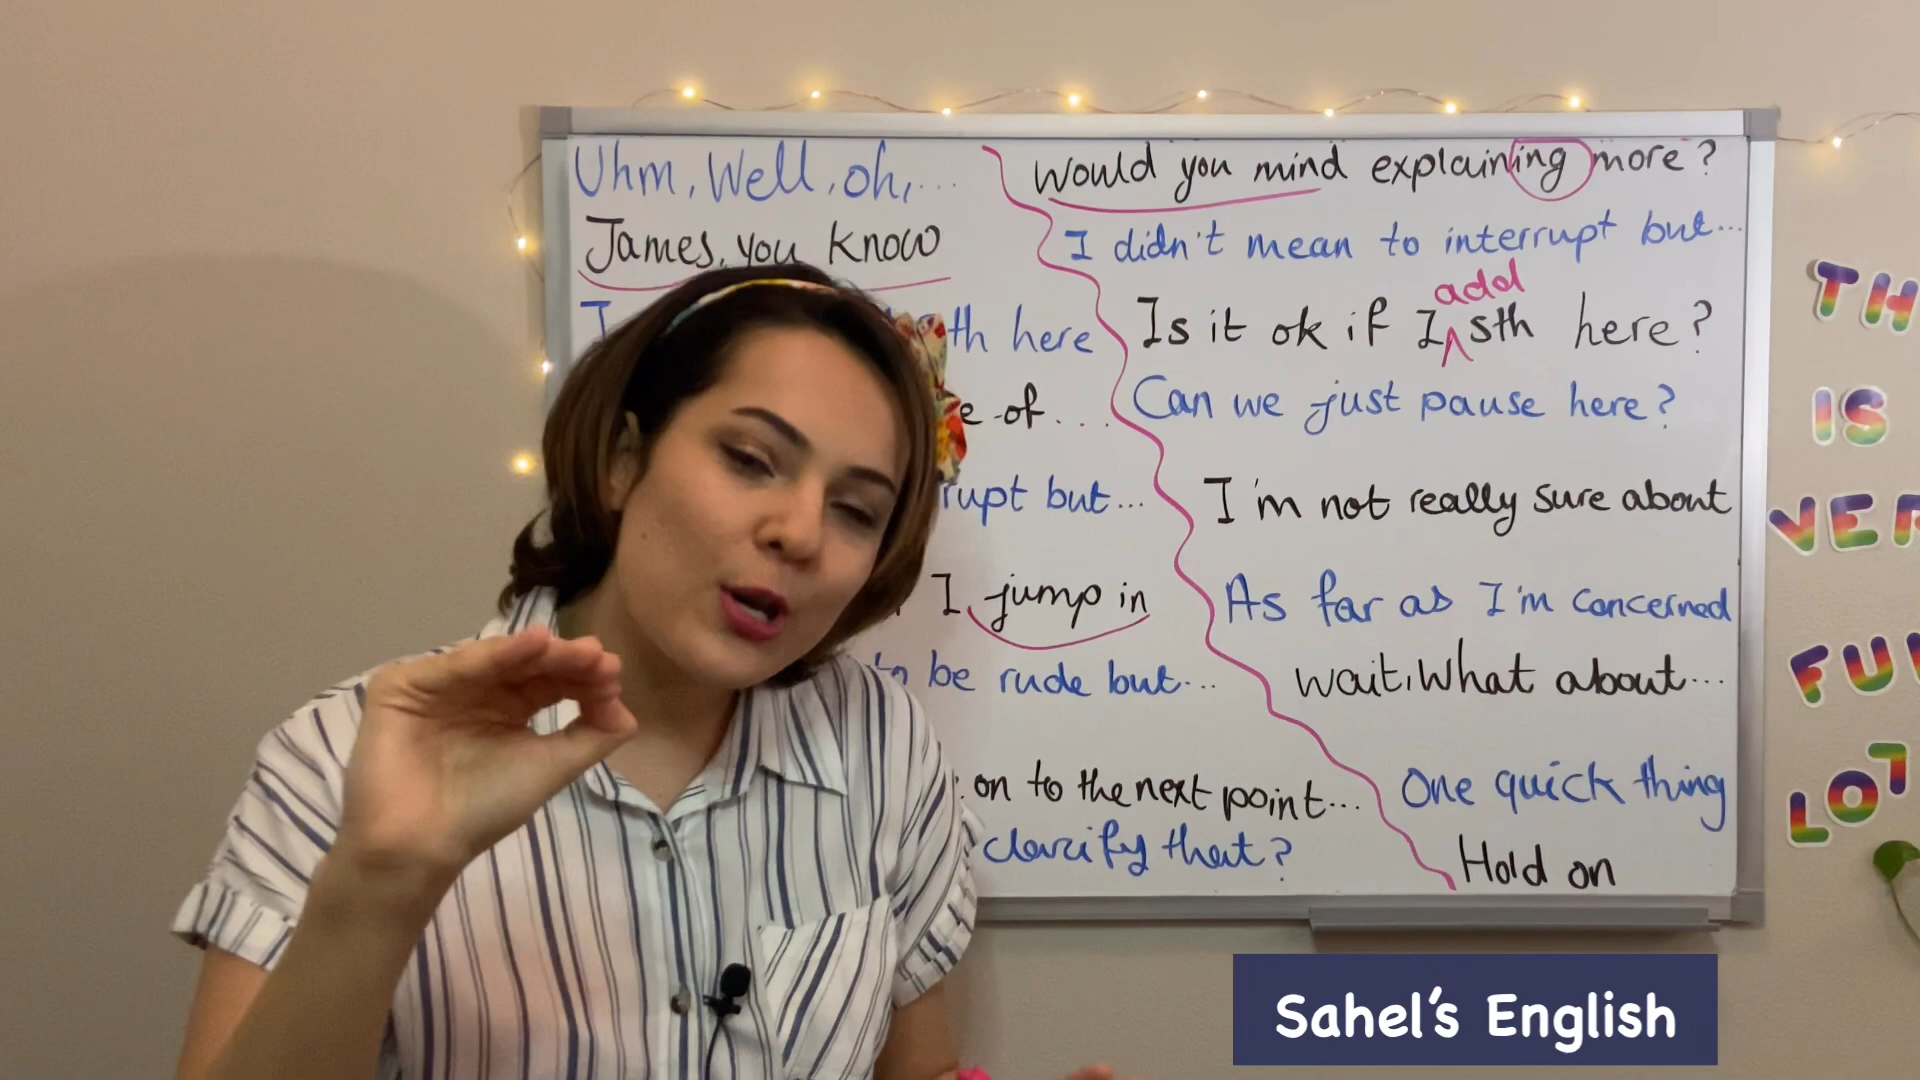 Uhm, Well, oh, ...
James, you know
I th here
e of ...
rupt but...
I jump in
to be rude but...
on to the next point...
clarify that?
Would you mind explaining more?
I didn't mean to interrupt but...
Is it ok if I add sth here?
Can we just pause here?
I'm not really sure about
As far as I'm concerned
wait, What about...
One quick thing
Hold on
TH
IS
VER
FU
LOT
Sahel's English